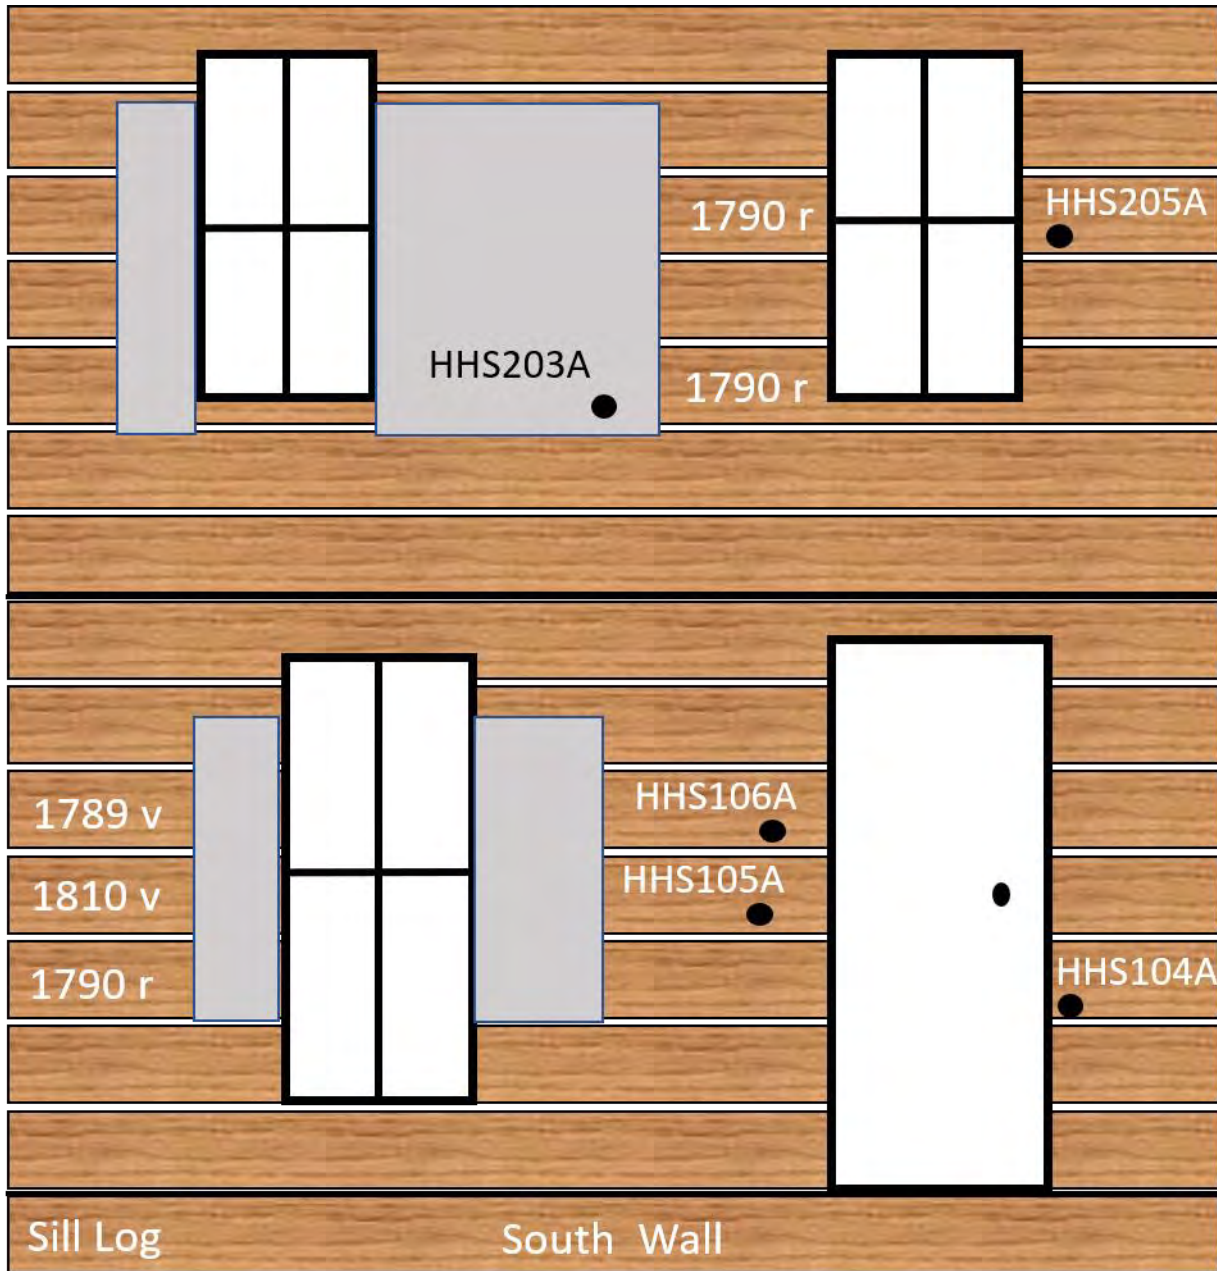 1790 r
HHS205A
HHS203A
1790 r
HHS106A
1789 v
HHS105A
1810 v
HHS104A
1790 r
Sill Log
South Wall